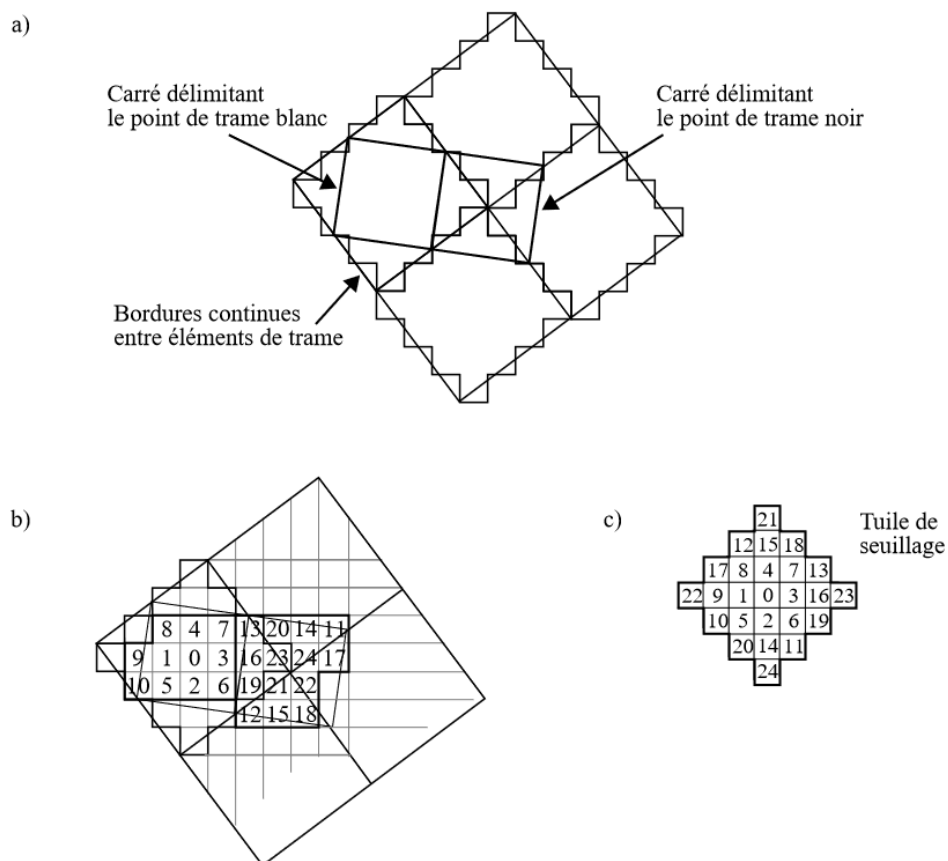 a)
Carré délimitant
le point de trame blanc
Carré délimitant
le point de trame noir
Bordures continues
entre éléments de trame
b)
8 4 7 13 20 14 11
9 1 0 3 16 23 24 17
10 5 2 6 19 21 22
12 15 18
c)
Tuile de
seuillage
21
12 15 18
17 8 4 7 13
22 9 1 0 3 16 23
10 5 2 6 19
20 14 11
24